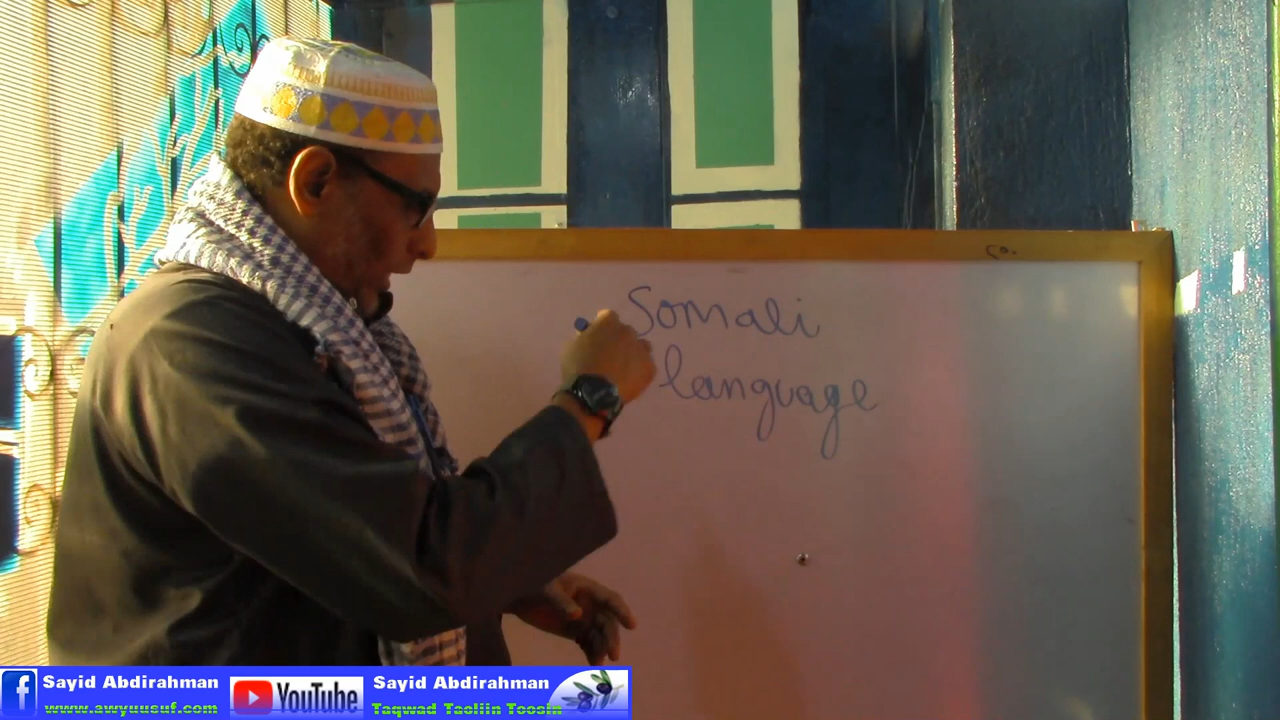 Somali
language
Sayid Abdirahman
www.awyuusuf.com
YouTube
Sayid Abdirahman
Taqwad Taoliin Toosin